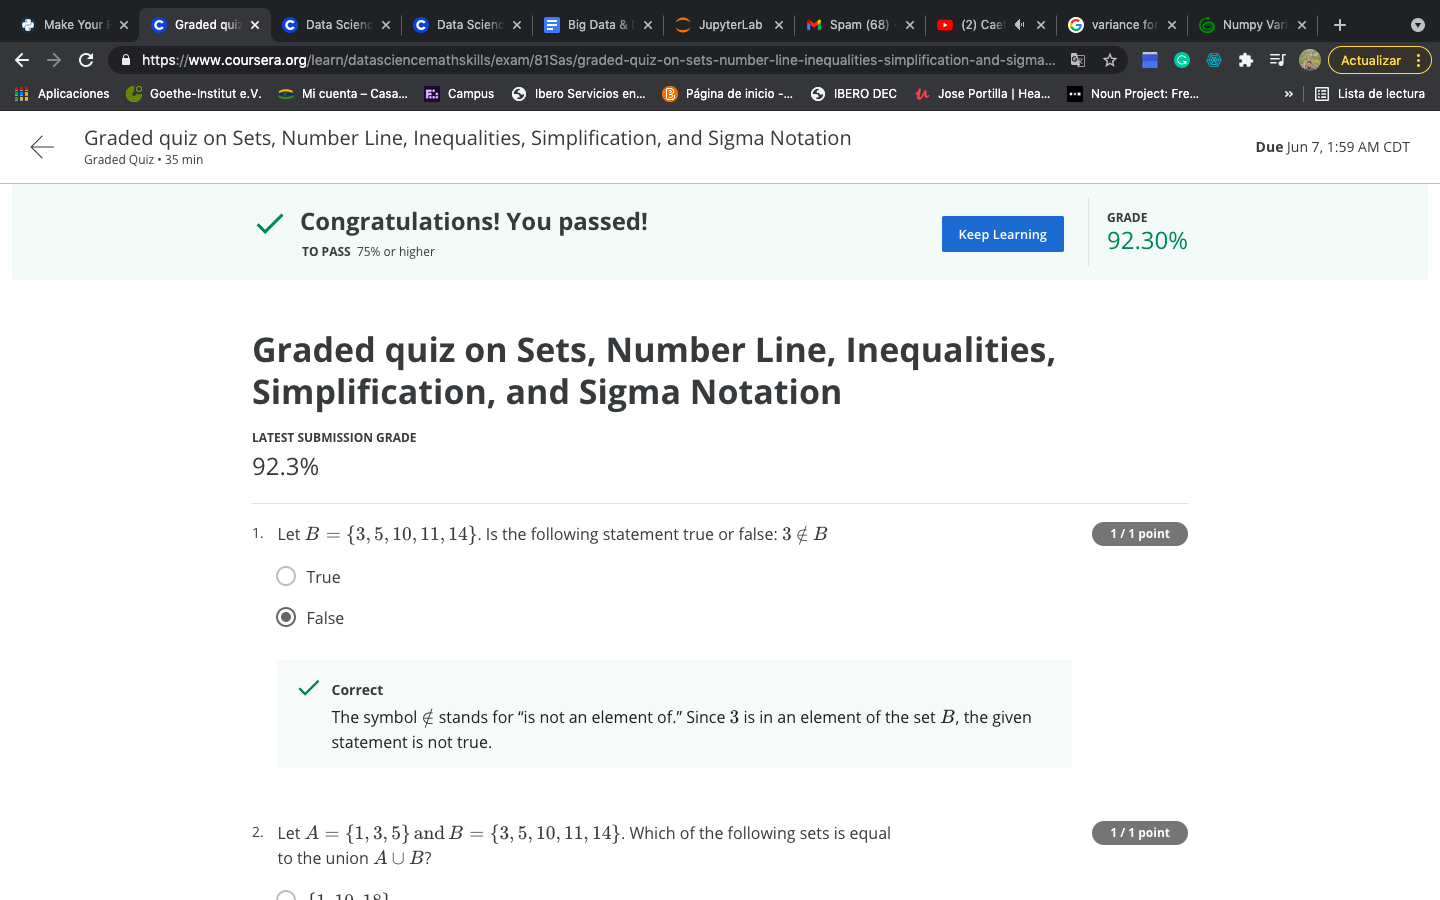 Make Your
Graded quiz
Data Scienc
Data Scienc
Big Data &
JupyterLab
Spam (68)
(2) Cae
variance for
Numpy Var
https://www.coursera.org/learn/datasciencemathskills/exam/81Sas/graded-quiz-on-sets-number-line-inequalities-simplification-and-sigma...
Actualizar
Aplicaciones
Goethe-Institut e.V.
Mi cuenta – Casa...
Campus
Ibero Servicios en...
Página de inicio -...
IBERO DEC
Jose Portilla | Hea...
Noun Project: Fre...
»
Lista de lectura
Graded quiz on Sets, Number Line, Inequalities, Simplification, and Sigma Notation
Graded Quiz • 35 min
Due Jun 7, 1:59 AM CDT
Congratulations! You passed!
TO PASS 75% or higher
Keep Learning
GRADE
92.30%
Graded quiz on Sets, Number Line, Inequalities,
Simplification, and Sigma Notation
LATEST SUBMISSION GRADE
92.3%
1. Let B = {3, 5, 10, 11, 14}. Is the following statement true or false: 3 ∉ B
1 / 1 point
True
False
Correct
The symbol ∉ stands for “is not an element of.” Since 3 is in an element of the set B, the given
statement is not true.
2. Let A = {1, 3, 5} and B = {3, 5, 10, 11, 14}. Which of the following sets is equal
to the union A ∪ B?
1 / 1 point
{1, 10, 18}